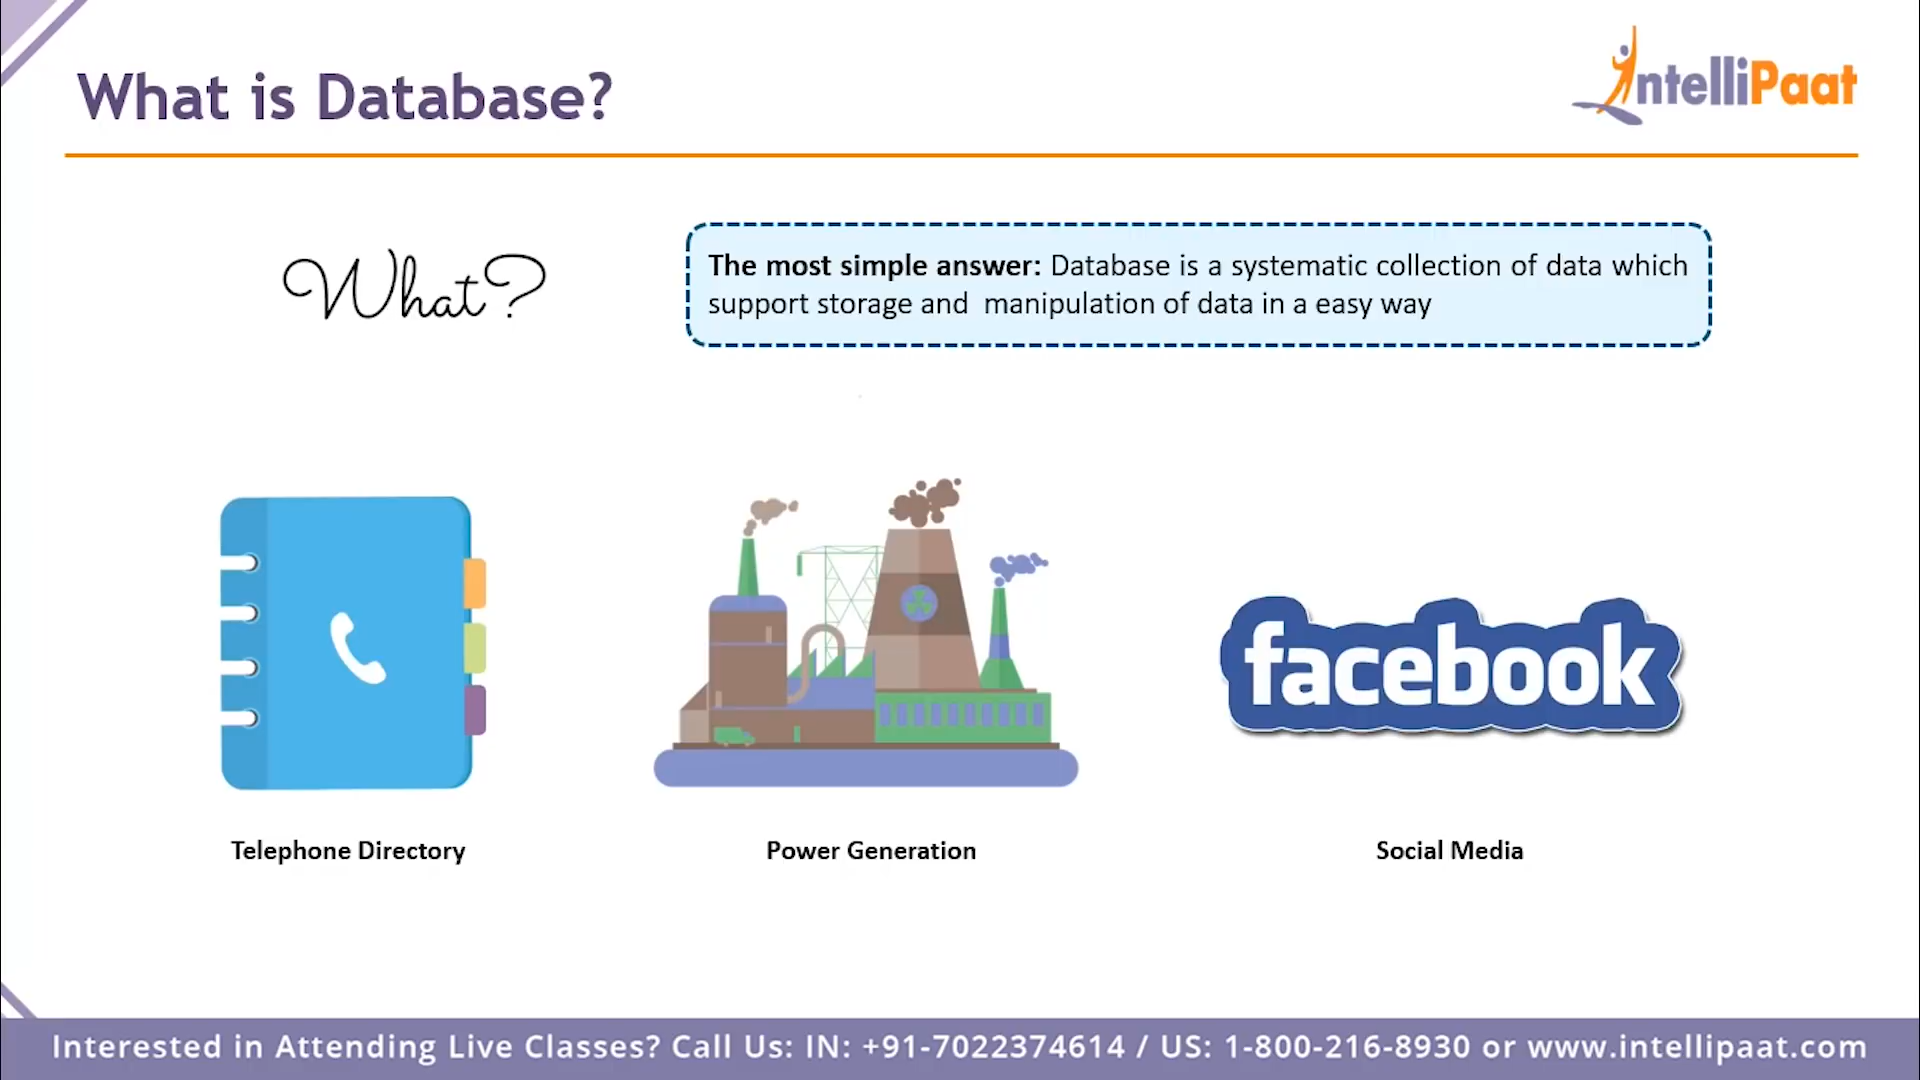 What is Database?
IntelliPaat
What?
The most simple answer: Database is a systematic collection of data which
support storage and manipulation of data in a easy way
facebook
Telephone Directory
Power Generation
Social Media
Interested in Attending Live Classes? Call Us: IN: +91-7022374614 / US: 1-800-216-8930 or www.intellipaat.com